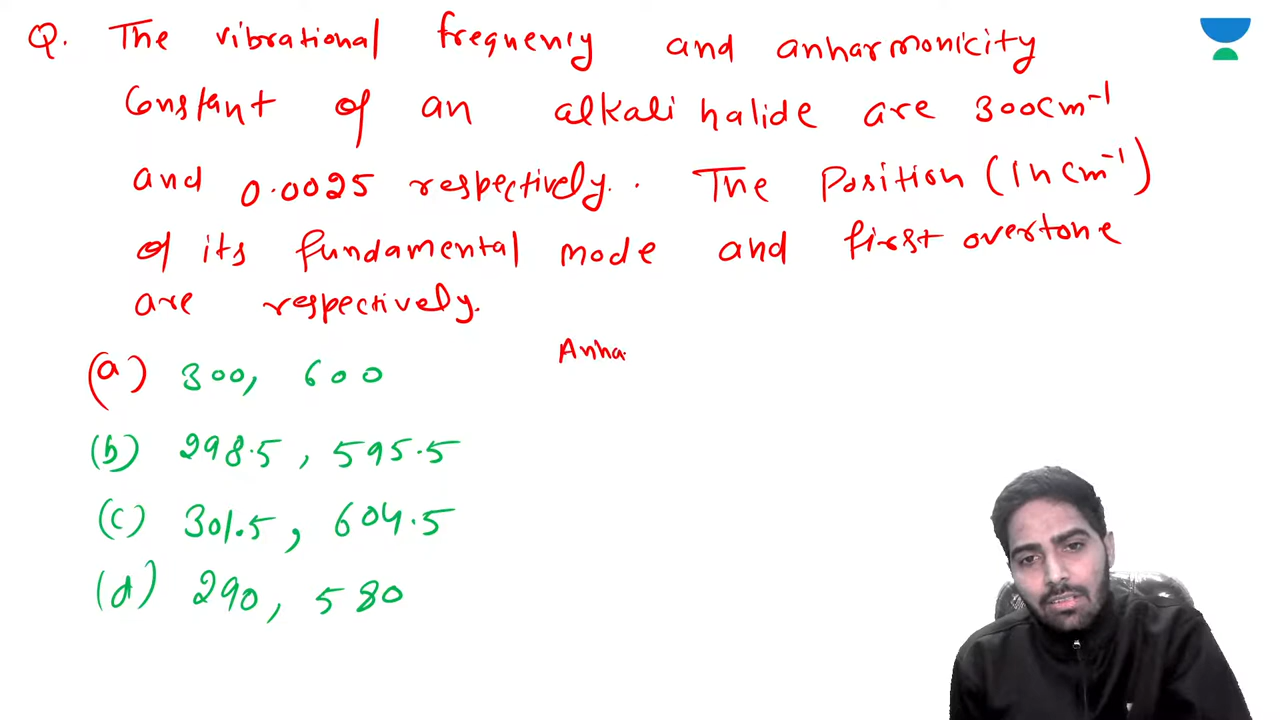 Q. The vibrational frequency and anharmonicity
Constant of an alkali halide are 300cm⁻¹
and 0.0025 respectively. The Position (In cm⁻¹)
of its fundamental mode and first overtone
are respectively.
(a) 300, 600
Anha
(b) 298.5, 595.5
(c) 301.5, 604.5
(d) 290, 580